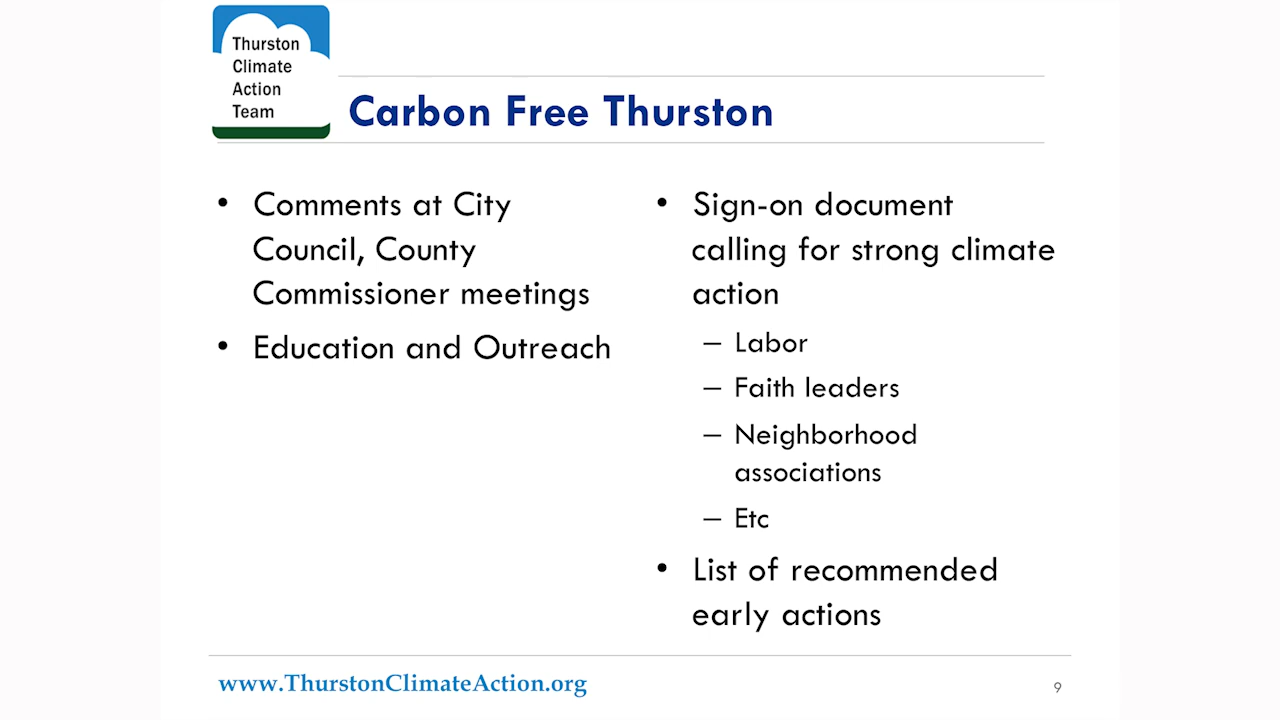 Thurston
Climate
Action
Team
Carbon Free Thurston
• Comments at City
Council, County
Commissioner meetings
• Education and Outreach
• Sign-on document
calling for strong climate
action
– Labor
– Faith leaders
– Neighborhood
associations
– Etc
• List of recommended
early actions
www.ThurstonClimateAction.org
9